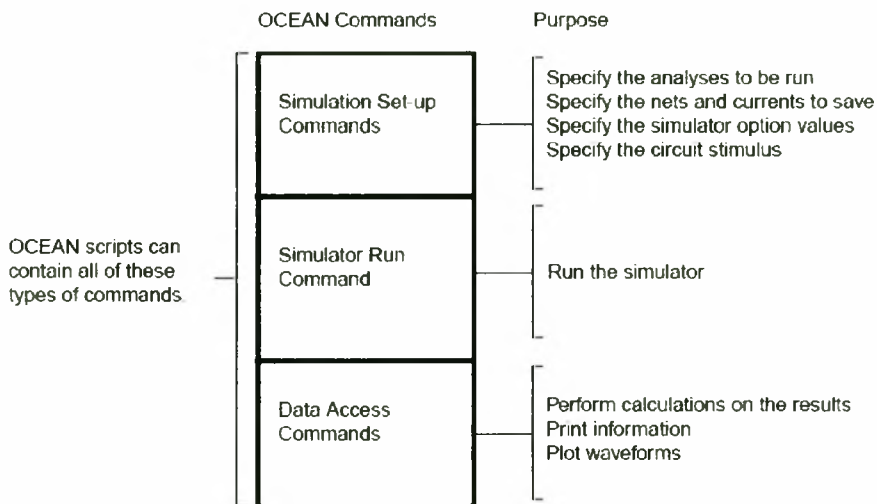 OCEAN Commands
Purpose
Simulation Set-up
Commands
Specify the analyses to be run
Specify the nets and currents to save
Specify the simulator option values
Specify the circuit stimulus
OCEAN scripts can
contain all of these
types of commands.
Simulator Run
Command
Run the simulator
Data Access
Commands
Perform calculations on the results
Print information
Plot waveforms